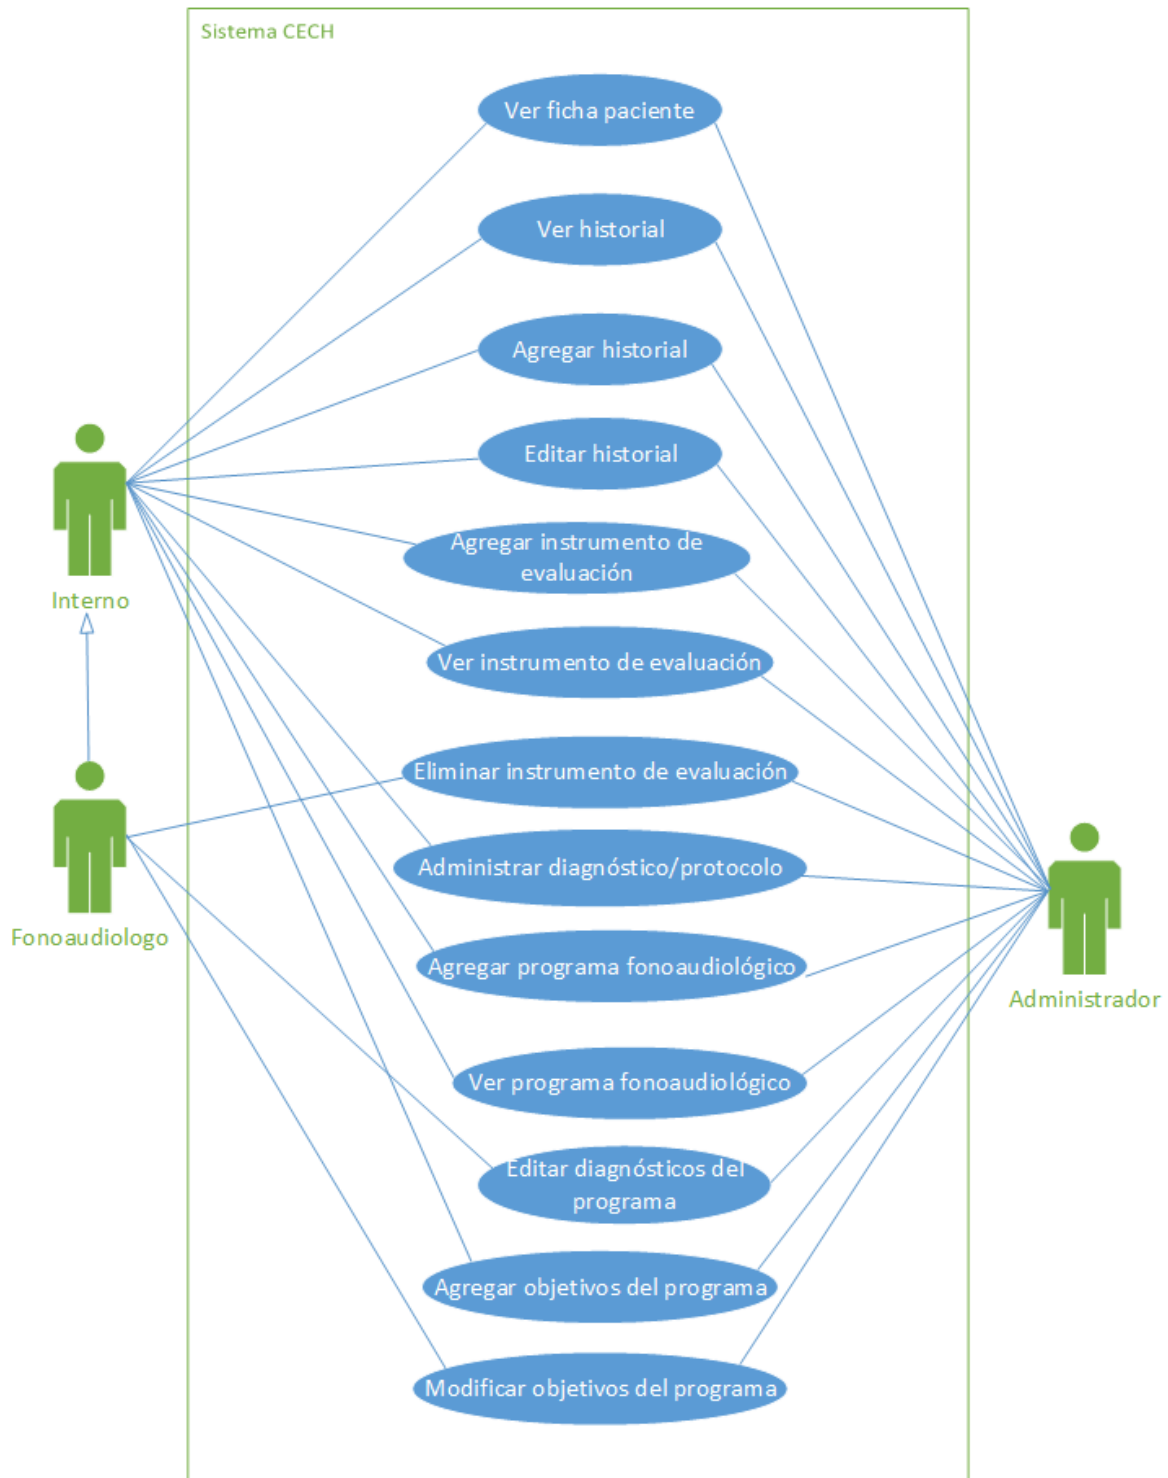 Sistema CECH
Ver ficha paciente
Ver historial
Agregar historial
Editar historial
Agregar instrumento de
evaluación
Interno
Ver instrumento de evaluación
Eliminar instrumento de evaluación
Administrar diagnóstico/protocolo
Fonoaudiologo
Agregar programa fonoaudiológico
Administrador
Ver programa fonoaudiológico
Editar diagnósticos del
programa
Agregar objetivos del programa
Modificar objetivos del programa